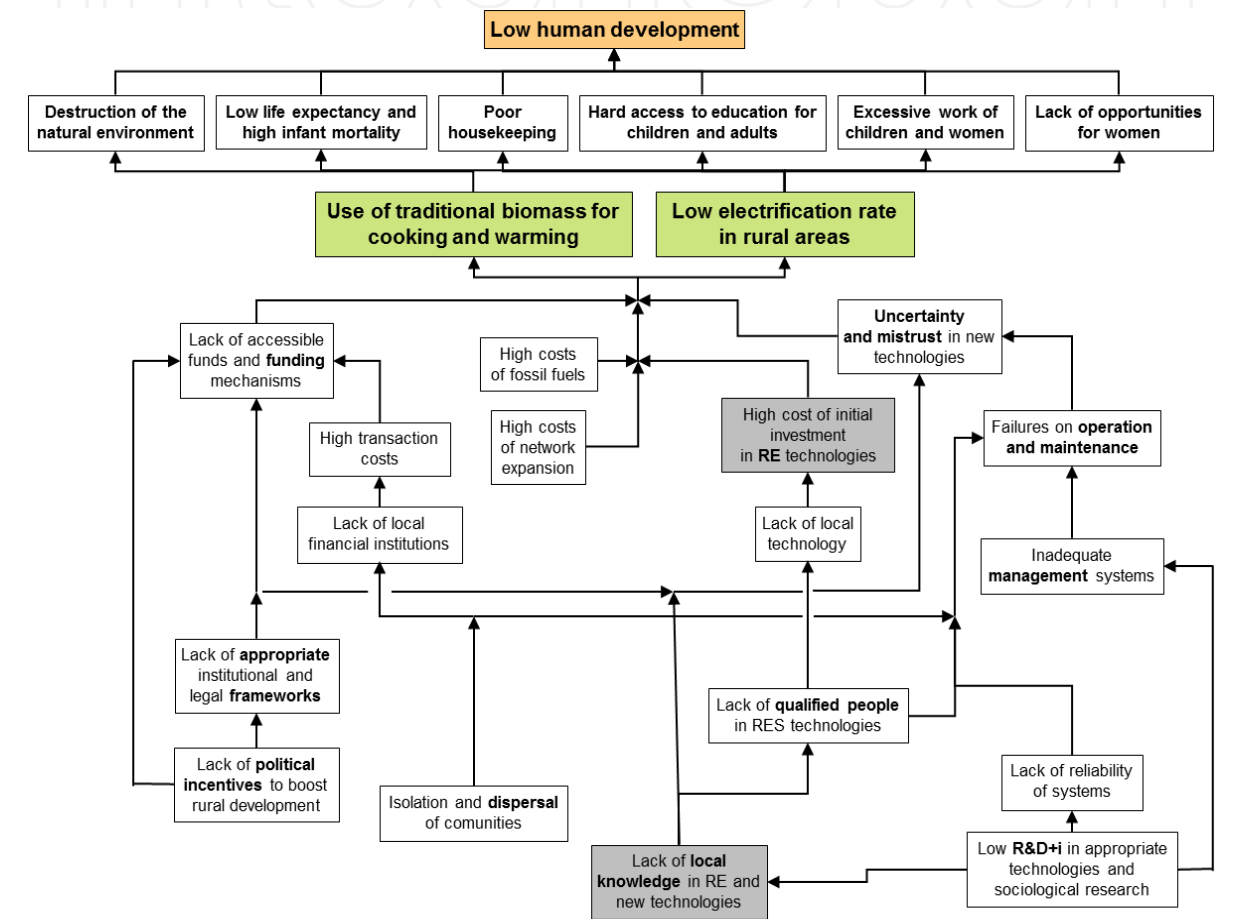 Low human development
Destruction of the
natural environment
Low life expectancy and
high infant mortality
Poor
housekeeping
Hard access to education for
children and adults
Excessive work of
children and women
Lack of opportunities
for women
Use of traditional biomass for
cooking and warming
Low electrification rate
in rural areas
Lack of accessible
funds and funding
mechanisms
High costs
of fossil fuels
Uncertainty
and mistrust in new
technologies
High transaction
costs
High costs
of network
expansion
High cost of initial
investment
in RE technologies
Failures on operation
and maintenance
Lack of local
financial institutions
Lack of local
technology
Inadequate
management systems
Lack of appropriate
institutional and
legal frameworks
Lack of qualified people
in RES technologies
Lack of political
incentives to boost
rural development
Isolation and dispersal
of comunities
Lack of reliability
of systems
Lack of local
knowledge in RE and
new technologies
Low R&D+i in appropriate
technologies and
sociological research